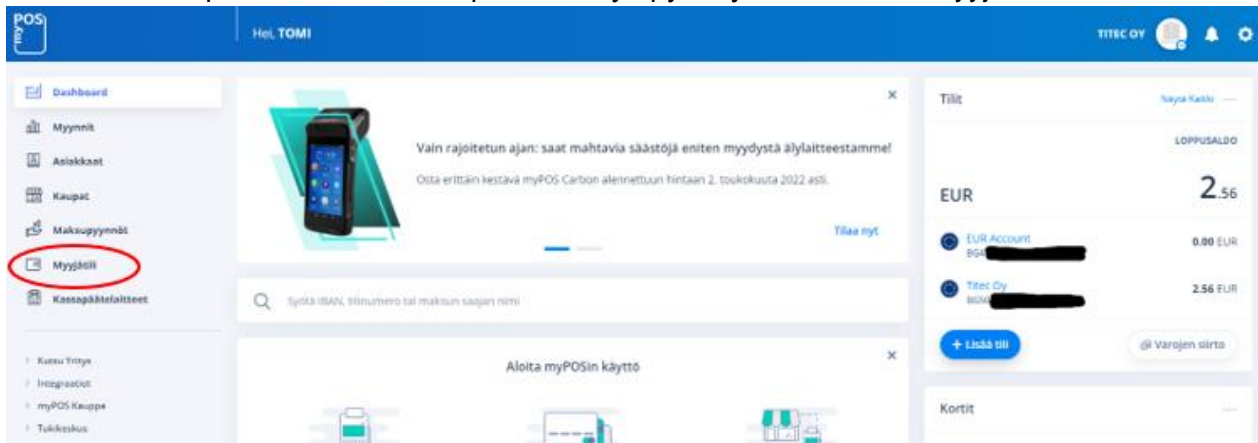 myPOS
Hei, TOMI
TITEC OY
Dashboard
Myynnit
Asiakkaat
Kaupat
Maksupyynnöt
Myyjätili
Kassapäätelaitteet
Kutsu Yritys
Integraatiot
myPOS Kauppa
Tukikeskus
Vain rajoitetun ajan: saat mahtavia säästöjä eniten myydystä älylaitteestamme!
Osta erittäin kestävä myPOS Carbon alennettuun hintaan 2. toukokuuta 2022 asti.
Tilaa nyt
Syötä IBAN, tilinumero tai maksun saajan nimi
Aloita myPOSin käyttö
Tilit
Näytä Kaikki
LOPPUSALDO
EUR 2.56
EUR Account 0.00 EUR
Titec Oy 2.56 EUR
+ Lisää tili
Varojen siirto
Kortit